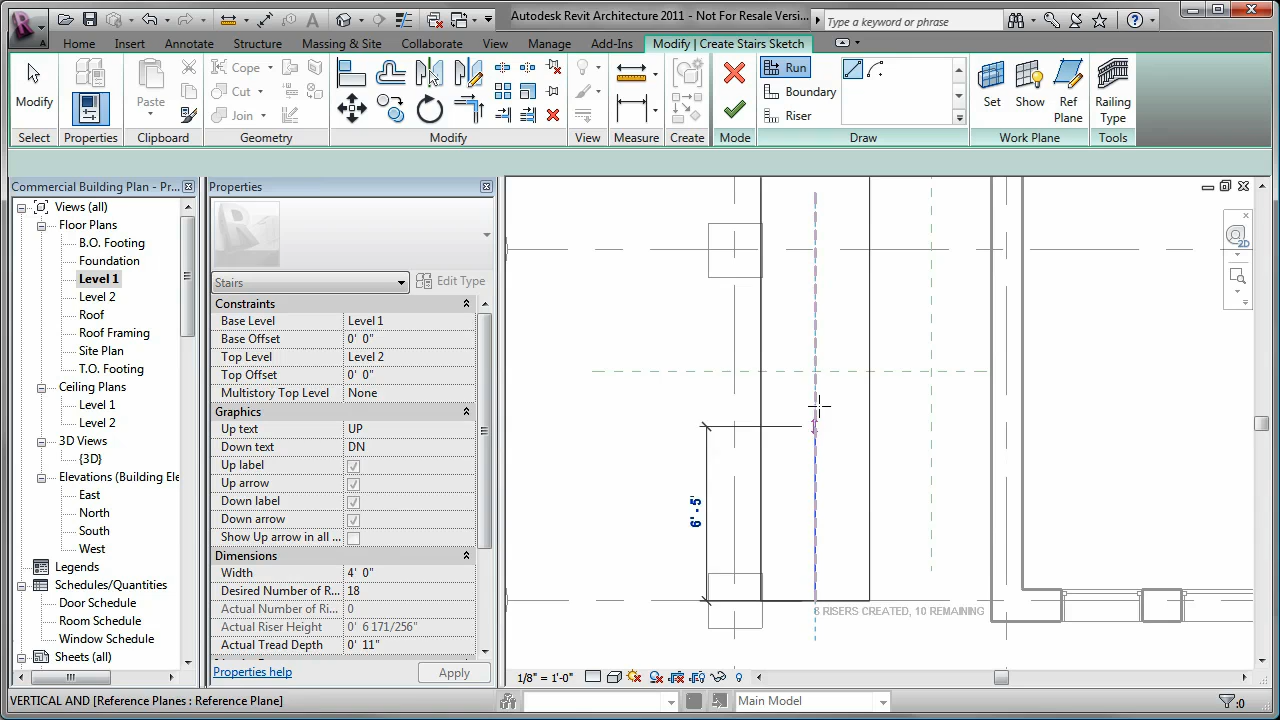 Autodesk Revit Architecture 2011 - Not For Resale Versi...
Type a keyword or phrase
Home Insert Annotate Structure Massing & Site Collaborate View Manage Add-Ins Modify | Create Stairs Sketch
Modify
Properties
Paste
Cope
Cut
Join
Run
Boundary
Riser
Set
Show
Ref Plane
Railing Type
Select Properties Clipboard Geometry Modify View Measure Create Mode Draw Work Plane Tools
Commercial Building Plan - Pr...
Views (all)
Floor Plans
B.O. Footing
Foundation
Level 1
Level 2
Roof
Roof Framing
Site Plan
T.O. Footing
Ceiling Plans
Level 1
Level 2
3D Views
{3D}
Elevations (Building Ele
East
North
South
West
Legends
Schedules/Quantities
Door Schedule
Room Schedule
Window Schedule
Sheets (all)
Properties
Stairs
Edit Type
Constraints
Base Level Level 1
Base Offset 0' 0"
Top Level Level 2
Top Offset 0' 0"
Multistory Top Level None
Graphics
Up text UP
Down text DN
Up label
Up arrow
Down label
Down arrow
Show Up arrow in all ...
Dimensions
Width 4' 0"
Desired Number of R... 18
Actual Number of Ri... 0
Actual Riser Height 0' 6 171/256"
Actual Tread Depth 0' 11"
Properties help
Apply
2D
6' - 5"
8 RISERS CREATED, 10 REMAINING
1/8" = 1'-0"
VERTICAL AND [Reference Planes : Reference Plane]
Main Model
:0